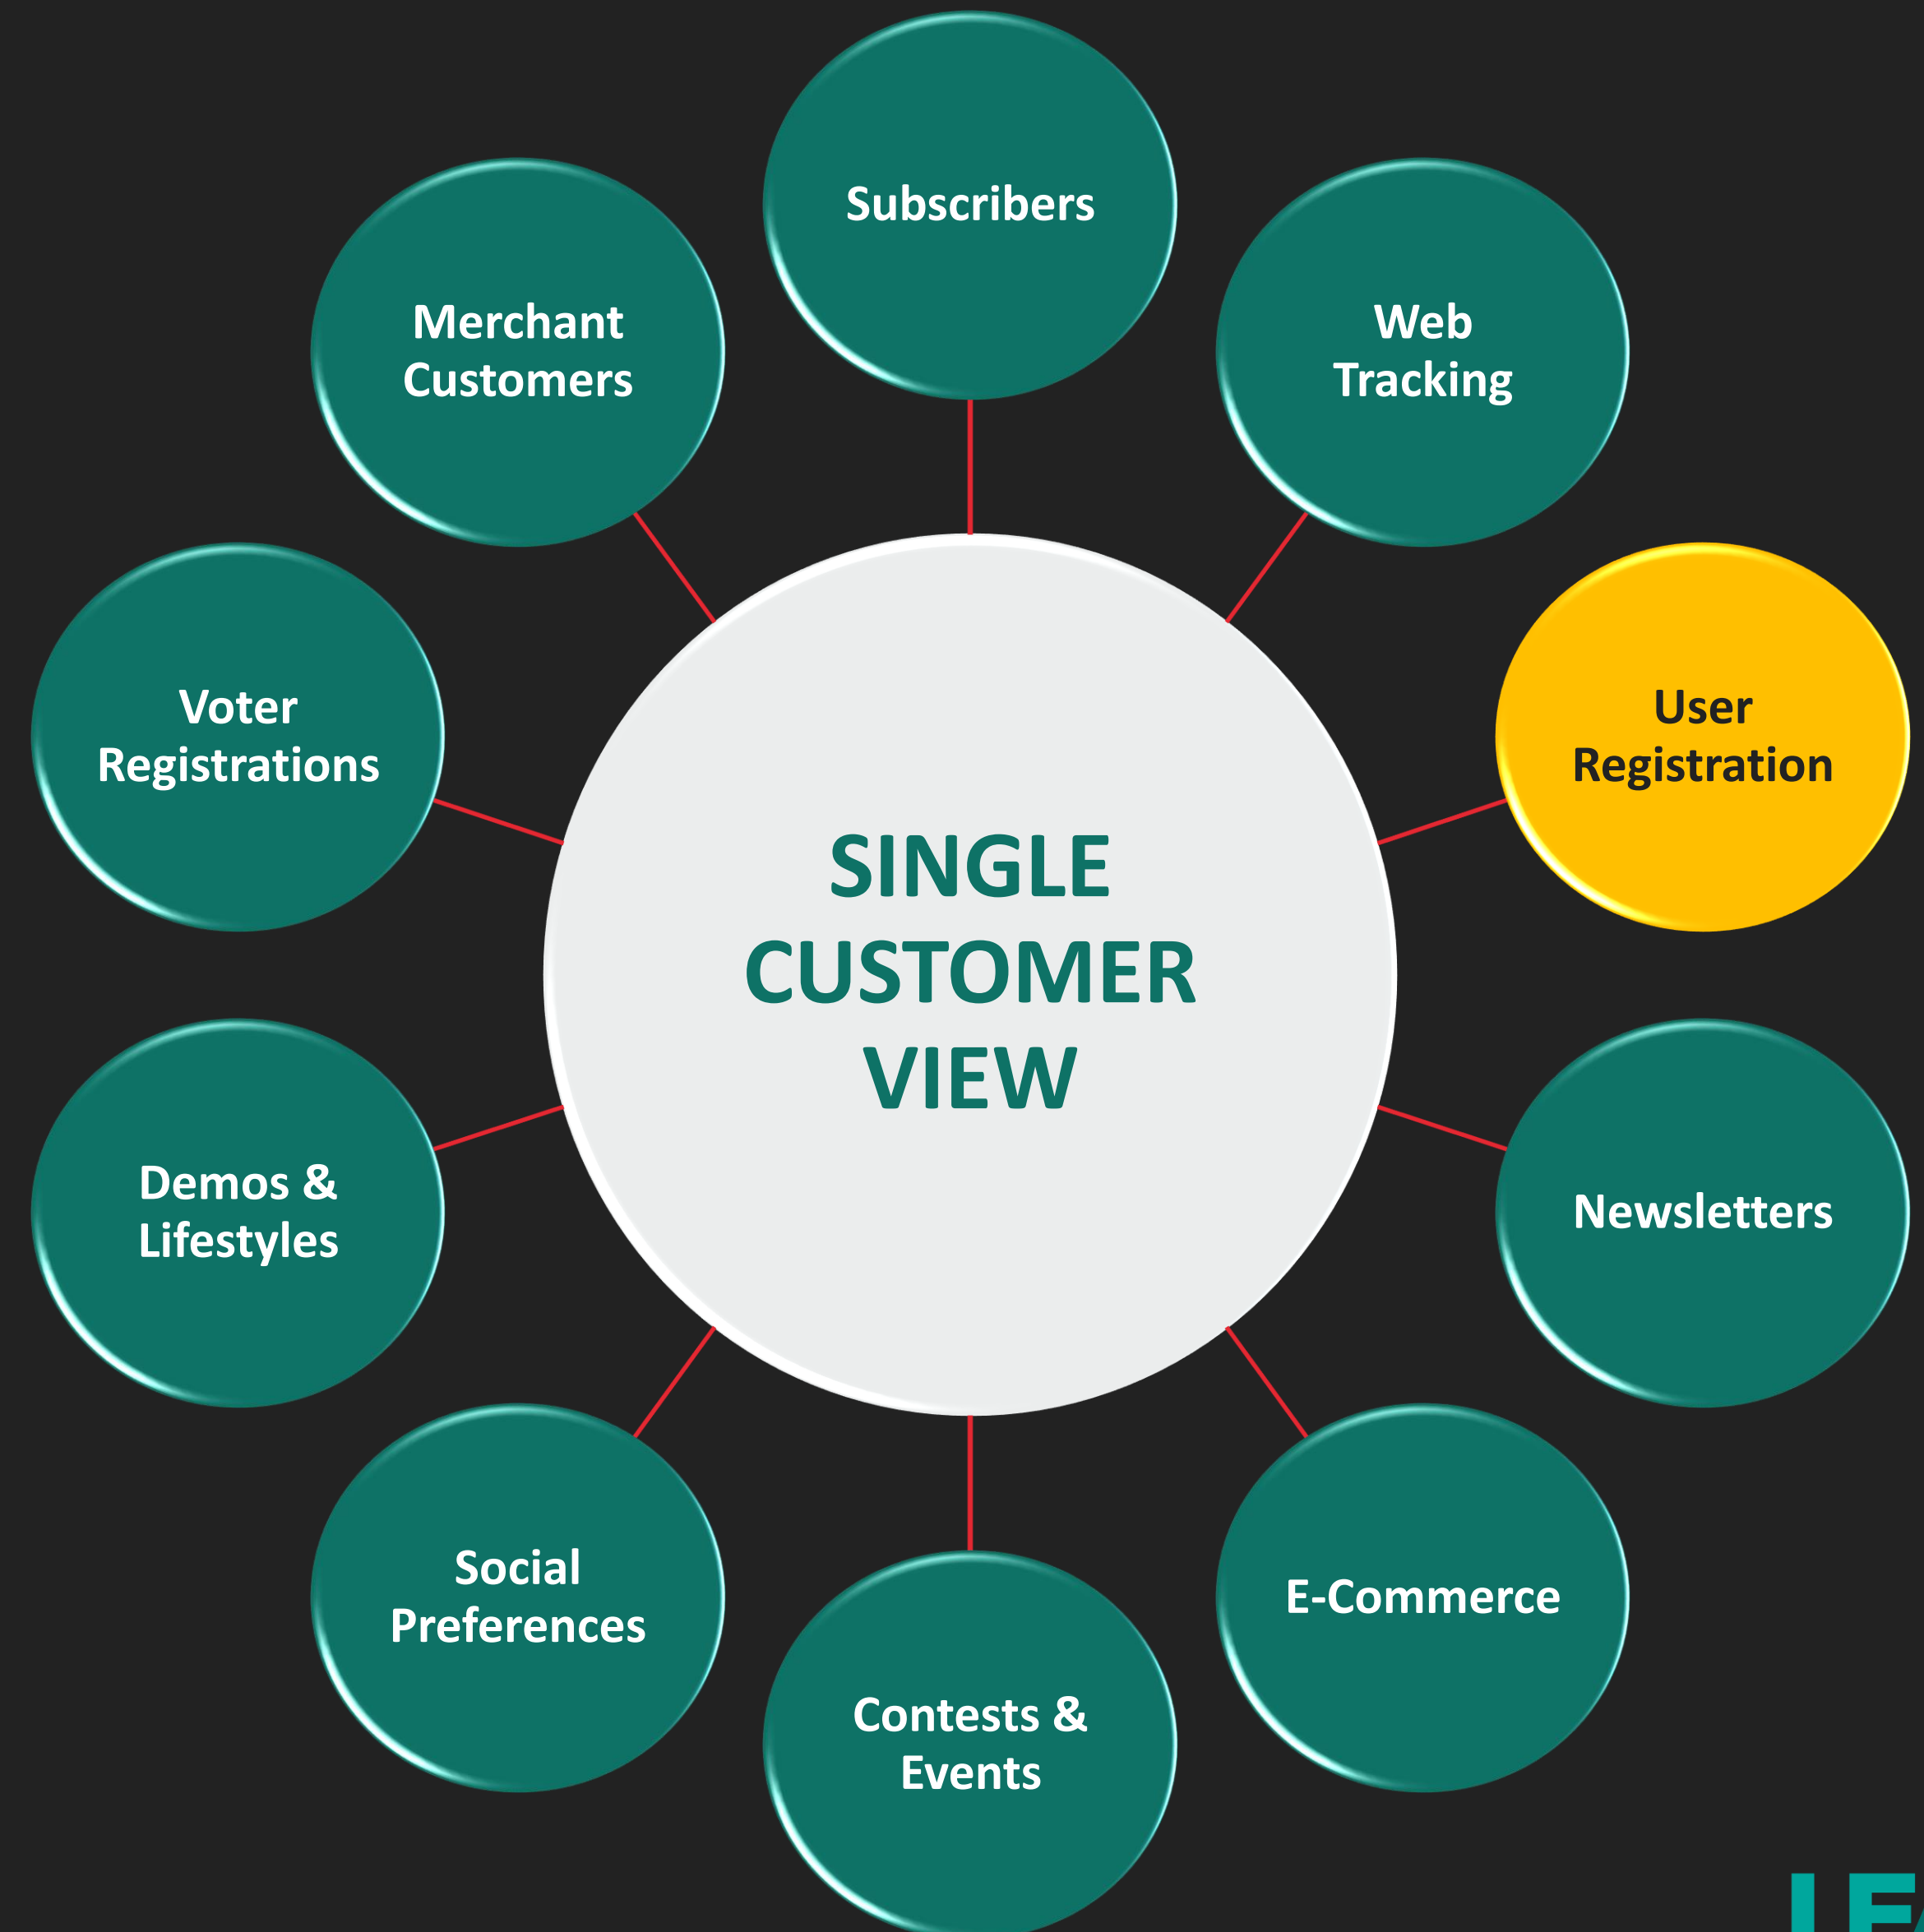 Subscribers
Merchant
Customers
Web
Tracking
Voter
Registrations
User
Registration
SINGLE
CUSTOMER
VIEW
Demos &
Lifestyles
Newsletters
Social
Preferences
E-Commerce
Contests &
Events